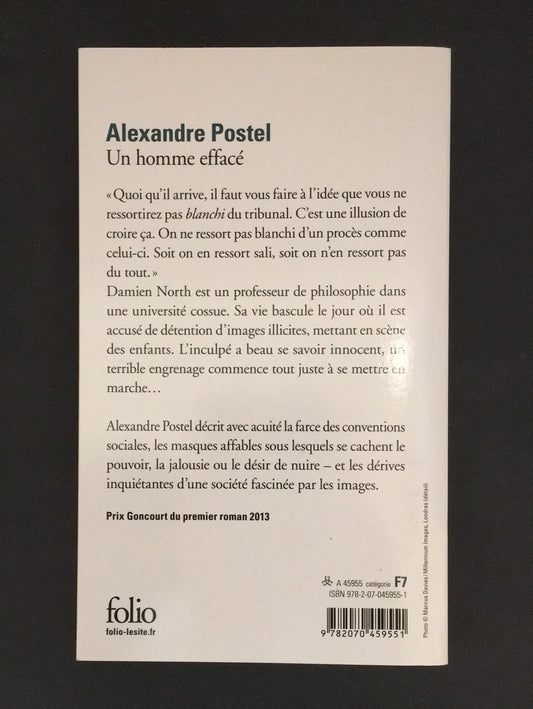 Alexandre Postel
Un homme effacé
« Quoi qu'il arrive, il faut vous faire à l'idée que vous ne
ressortirez pas blanchi du tribunal. C'est une illusion de
croire ça. On ne ressort pas blanchi d'un procès comme
celui-ci. Soit on en ressort sali, soit on n'en ressort pas
du tout. »
Damien North est un professeur de philosophie dans
une université cossue. Sa vie bascule le jour où il est
accusé de détention d'images illicites, mettant en scène
des enfants. L'inculpé a beau se savoir innocent, un
terrible engrenage commence tout juste à se mettre en
marche…
Alexandre Postel décrit avec acuité la farce des conventions
sociales, les masques affables sous lesquels se cachent le
pouvoir, la jalousie ou le désir de nuire – et les dérives
inquiétantes d'une société fascinée par les images.
Prix Goncourt du premier roman 2013
A 45955 catégorie F7
ISBN 978-2-07-045955-1
folio
folio-lesite.fr
9 782070 459551
Photo © Marcus Davies / Millennium Images, Londres (détail).